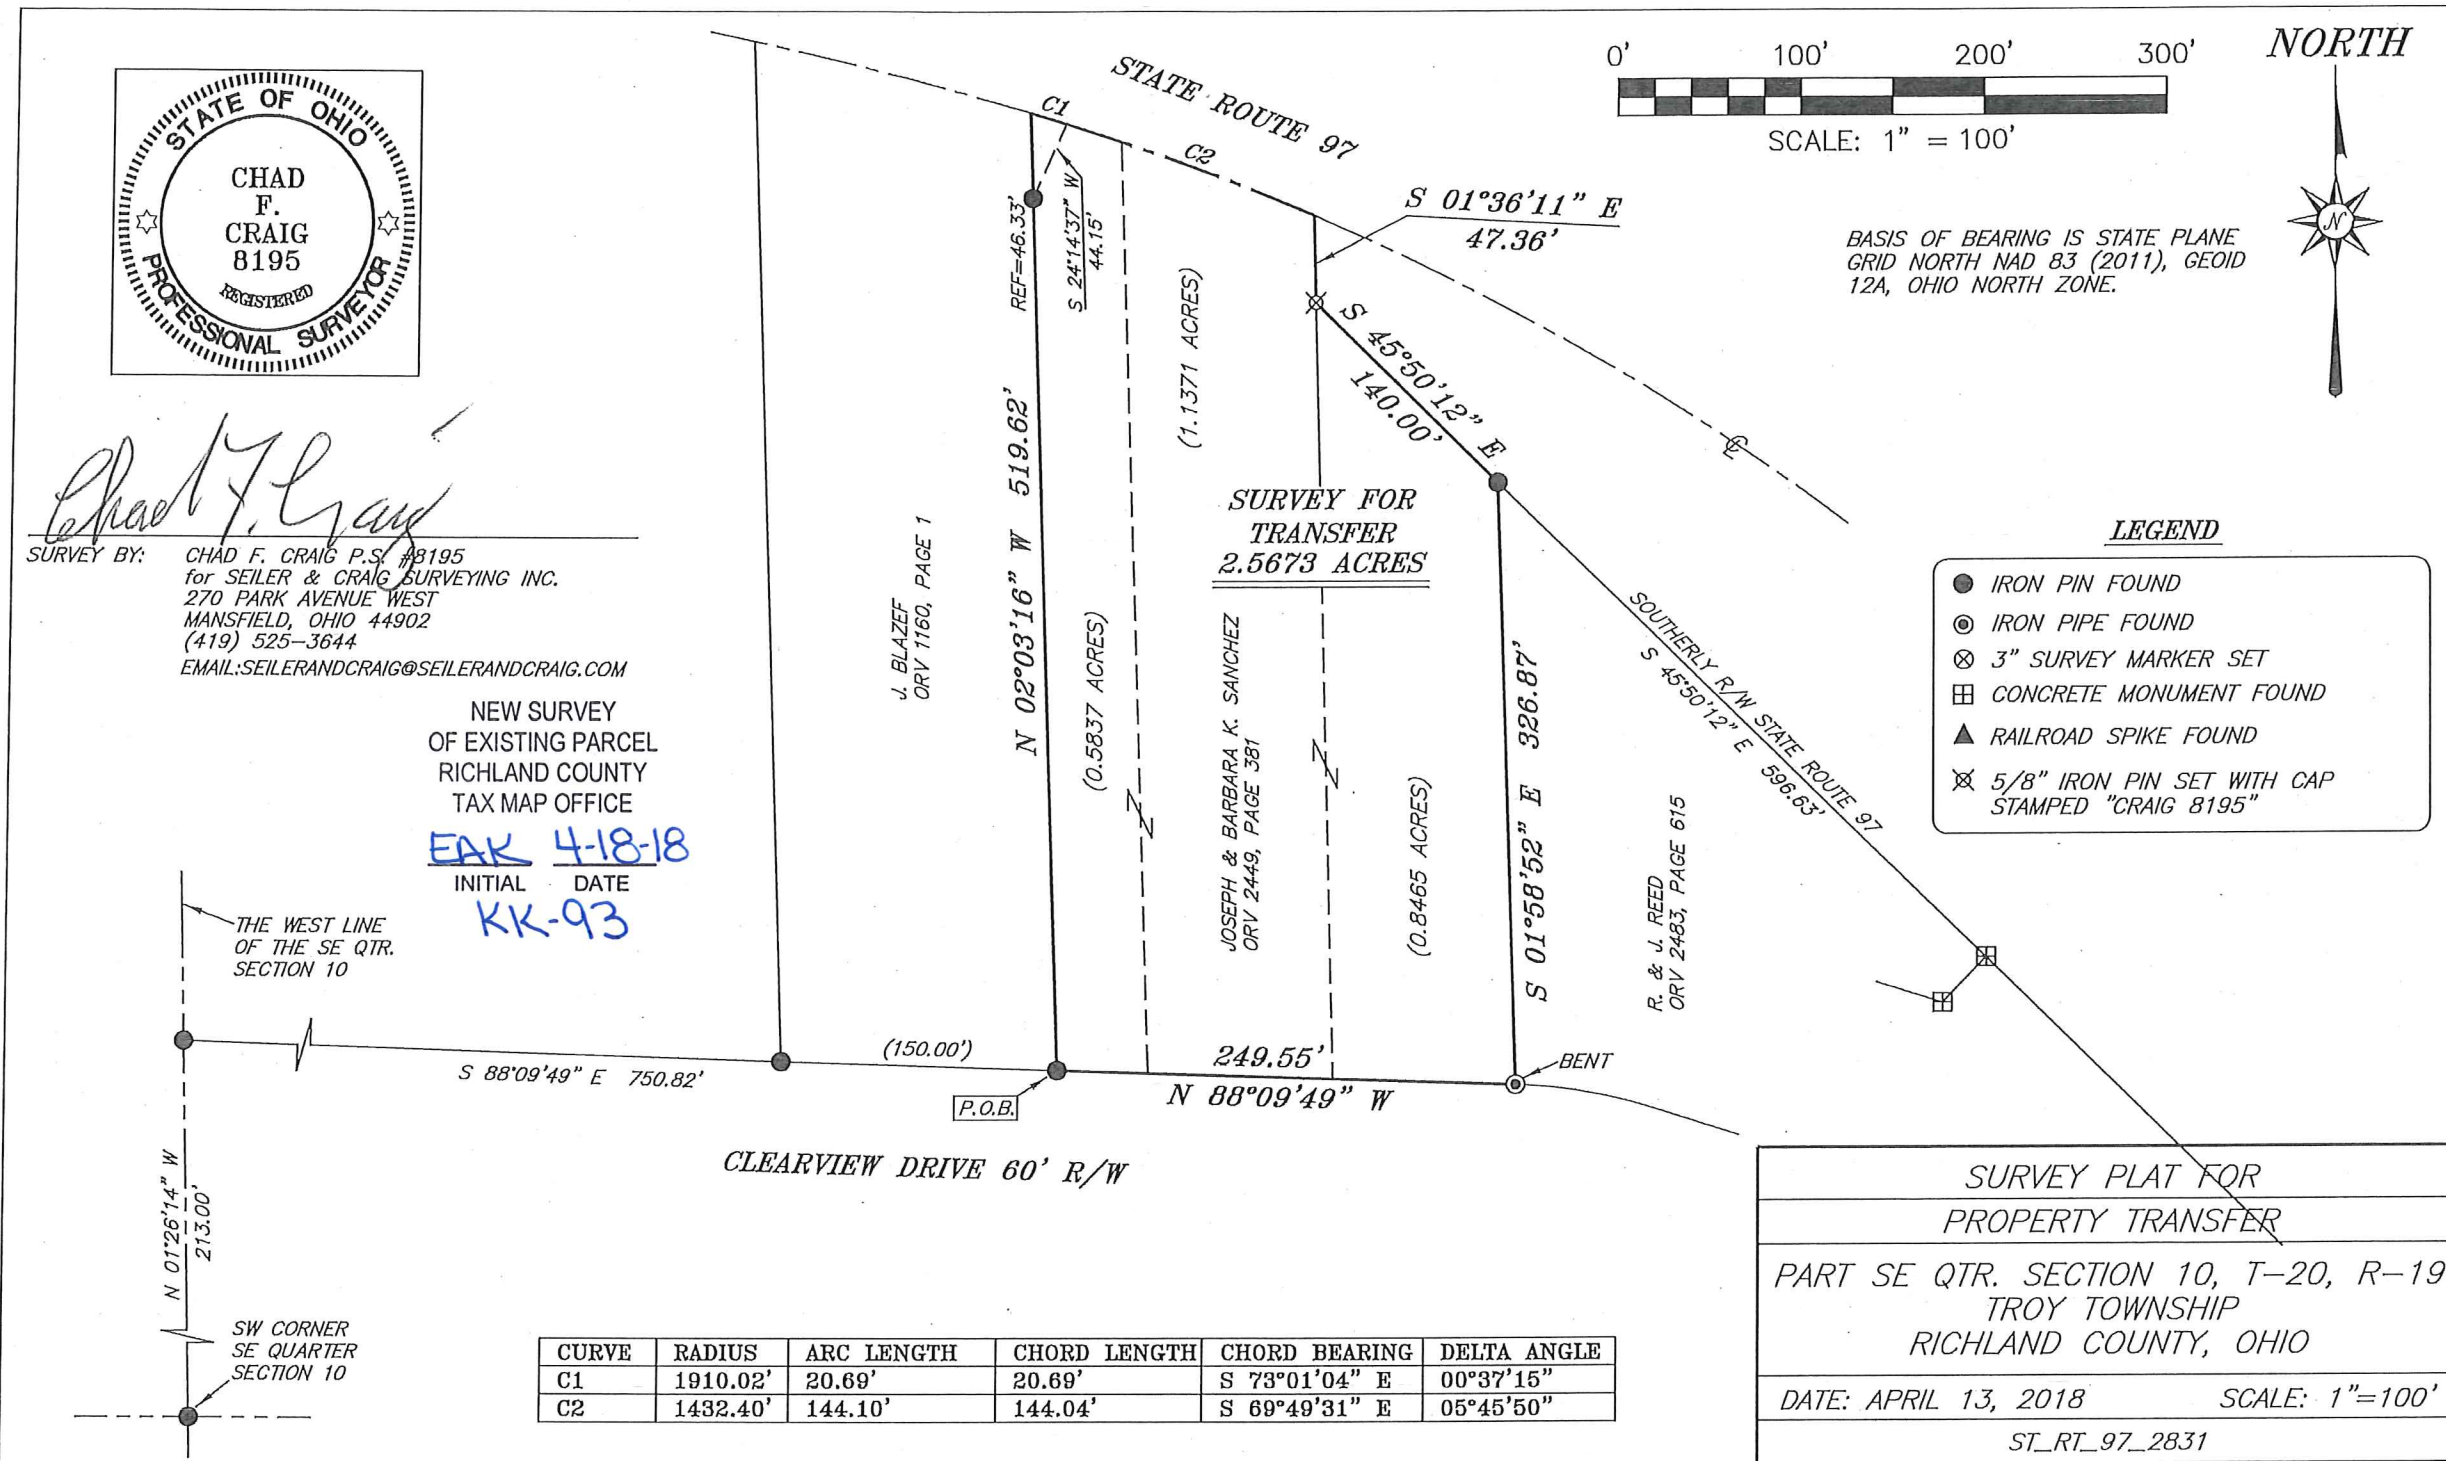 STATE OF OHIO
CHAD
F.
CRAIG
8195
REGISTERED
PROFESSIONAL SURVEYOR
Chad F. Craig
SURVEY BY: CHAD F. CRAIG P.S. #8195
for SEILER & CRAIG SURVEYING INC.
270 PARK AVENUE WEST
MANSFIELD, OHIO 44902
(419) 525-3644
EMAIL:SEILERANDCRAIG@SEILERANDCRAIG.COM
NEW SURVEY
OF EXISTING PARCEL
RICHLAND COUNTY
TAX MAP OFFICE
EAK 4-18-18
INITIAL DATE
KK-93
THE WEST LINE
OF THE SE QTR.
SECTION 10
S 88°09'49" E 750.82'
N 01°26'14" W
213.00'
SW CORNER
SE QUARTER
SECTION 10
STATE ROUTE 97
C1
C2
REF=46.33'
S 24°14'37" W
44.15'
N 02°03'16" W 519.62'
J. BLAZEF
ORV 1160, PAGE 1
(0.5837 ACRES)
(1.1371 ACRES)
S 01°36'11" E
47.36'
S 45°50'12" E
140.00'
SURVEY FOR
TRANSFER
2.5673 ACRES
JOSEPH & BARBARA K. SANCHEZ
ORV 2449, PAGE 381
(0.8465 ACRES)
S 01°58'52" E 326.87'
R. & J. REED
ORV 2483, PAGE 615
SOUTHERLY R/W STATE ROUTE 97
S 45°50'12" E 596.63'
℄
(150.00')
P.O.B.
249.55'
N 88°09'49" W
BENT
CLEARVIEW DRIVE 60' R/W
0' 100' 200' 300'
SCALE: 1" = 100'
NORTH
N
BASIS OF BEARING IS STATE PLANE
GRID NORTH NAD 83 (2011), GEOID
12A, OHIO NORTH ZONE.
LEGEND
IRON PIN FOUND
IRON PIPE FOUND
3" SURVEY MARKER SET
CONCRETE MONUMENT FOUND
RAILROAD SPIKE FOUND
5/8" IRON PIN SET WITH CAP
STAMPED "CRAIG 8195"
CURVE RADIUS ARC LENGTH CHORD LENGTH CHORD BEARING DELTA ANGLE
C1 1910.02' 20.69' 20.69' S 73°01'04" E 00°37'15"
C2 1432.40' 144.10' 144.04' S 69°49'31" E 05°45'50"
SURVEY PLAT FOR
PROPERTY TRANSFER
PART SE QTR. SECTION 10, T-20, R-19
TROY TOWNSHIP
RICHLAND COUNTY, OHIO
DATE: APRIL 13, 2018 SCALE: 1"=100'
ST_RT_97_2831